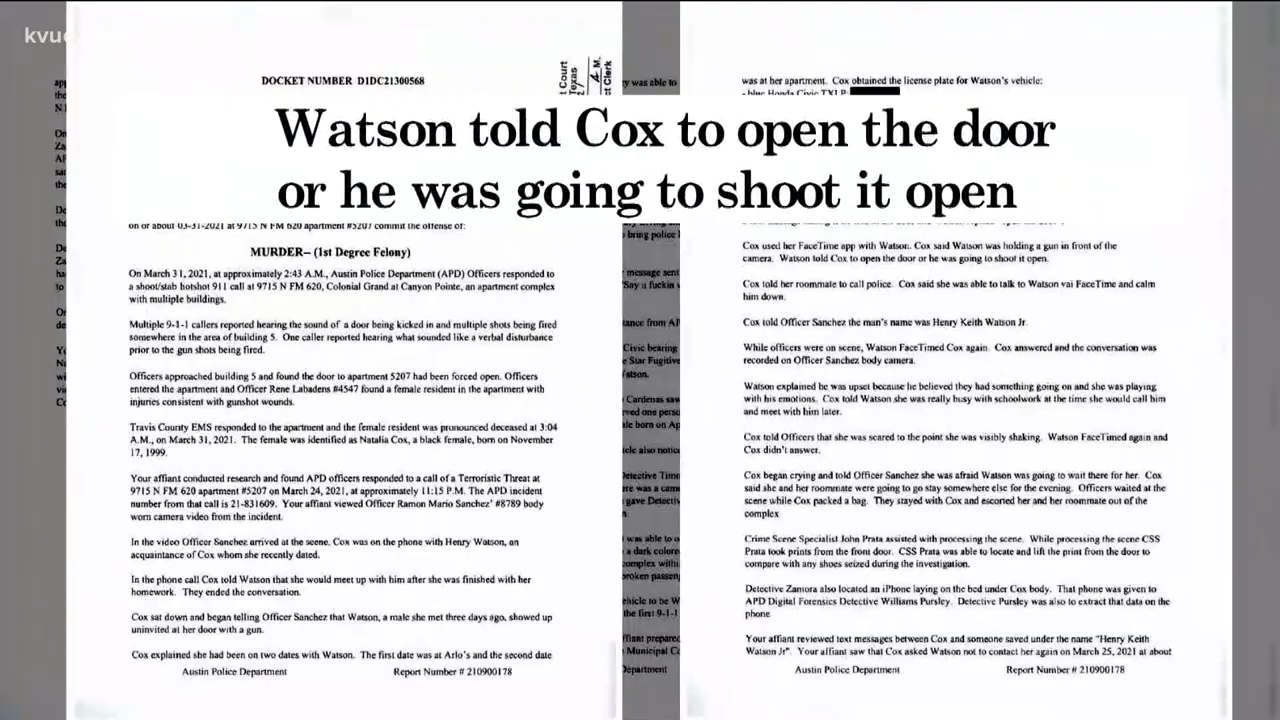 kvue
DOCKET NUMBER D1DC21300568
Court
Texas
M.
Clerk
was at her apartment. Cox obtained the license plate for Watson's vehicle:
- blue Honda Civic TXLP:
Watson told Cox to open the door
or he was going to shoot it open
on or about 03-31-2021 at 9715 N FM 620 apartment #5207 commit the offense of:
MURDER– (1st Degree Felony)
On March 31, 2021, at approximately 2:43 A.M., Austin Police Department (APD) Officers responded to
a shoot/stab hotshot 911 call at 9715 N FM 620, Colonial Grand at Canyon Pointe, an apartment complex
with multiple buildings.
Multiple 9-1-1 callers reported hearing the sound of a door being kicked in and multiple shots being fired
somewhere in the area of building 5. One caller reported hearing what sounded like a verbal disturbance
prior to the gun shots being fired.
Officers approached building 5 and found the door to apartment 5207 had been forced open. Officers
entered the apartment and Officer Rene Labadens #4547 found a female resident in the apartment with
injuries consistent with gunshot wounds.
Travis County EMS responded to the apartment and the female resident was pronounced deceased at 3:04
A.M., on March 31, 2021. The female was identified as Natalia Cox, a black female, born on November
17, 1999.
Your affiant conducted research and found APD officers responded to a call of a Terroristic Threat at
9715 N FM 620 apartment #5207 on March 24, 2021, at approximately 11:15 P.M. The APD incident
number from that call is 21-831609. Your affiant viewed Officer Ramon Mario Sanchez' #8789 body
worn camera video from the incident.
In the video Officer Sanchez arrived at the scene. Cox was on the phone with Henry Watson, an
acquaintance of Cox whom she recently dated.
In the phone call Cox told Watson that she would meet up with him after she was finished with her
homework. They ended the conversation.
Cox sat down and began telling Officer Sanchez that Watson, a male she met three days ago, showed up
uninvited at her door with a gun.
Cox explained she had been on two dates with Watson. The first date was at Arlo's and the second date
Austin Police Department Report Number # 210900178
Cox used her FaceTime app with Watson. Cox said Watson was holding a gun in front of the
camera. Watson told Cox to open the door or he was going to shoot it open.
Cox told her roommate to call police. Cox said she was able to talk to Watson vai FaceTime and calm
him down.
Cox told Officer Sanchez the man's name was Henry Keith Watson Jr.
While officers were on scene, Watson FaceTimed Cox again. Cox answered and the conversation was
recorded on Officer Sanchez body camera.
Watson explained he was upset because he believed they had something going on and she was playing
with his emotions. Cox told Watson she was really busy with schoolwork at the time she would call him
and meet with him later.
Cox told Officers that she was scared to the point she was visibly shaking. Watson FaceTimed again and
Cox didn't answer.
Cox began crying and told Officer Sanchez she was afraid Watson was going to wait there for her. Cox
said she and her roommate were going to go stay somewhere else for the evening. Officers waited at the
scene while Cox packed a bag. They stayed with Cox and escorted her and her roommate out of the
complex
Crime Scene Specialist John Prata assisted with processing the scene. While processing the scene CSS
Prata took prints from the front door. CSS Prata was able to locate and lift the print from the door to
compare with any shoes seized during the investigation.
Detective Zamora also located an iPhone laying on the bed under Cox body. That phone was given to
APD Digital Forensics Detective Williams Pursley. Detective Pursley was also to extract that data on the
phone
Your affiant reviewed text messages between Cox and someone saved under the name "Henry Keith
Watson Jr". Your affiant saw that Cox asked Watson not to contact her again on March 25, 2021 at about
Austin Police Department Report Number # 210900178